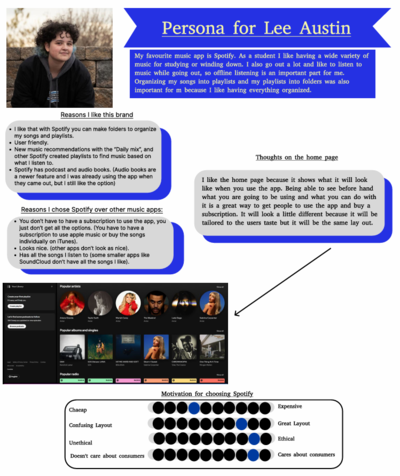 Persona for Lee Austin
My favourite music app is Spotify. As a student I like having a wide variety of
music for studying or winding down. I also go out a lot and like to listen to
music while going out, so offline listening is an important part for me.
Organizing my songs into playlists and my playlists into folders was also
important for m because I like having everything organized.
Reasons I like this brand
• I like that with Spotify you can make folders to organize
my songs and playlists.
• User friendly.
• New music recommendations with the "Daily mix", and
other Spotify created playlists to find music based on
what I listen to.
• Spotify has podcast and audio books. (Audio books are
a newer feature and I was already using the app when
they came out, but i still like the option)
Thoughts on the home page
I like the home page because it shows what it will look
like when you use the app. Being able to see before hand
what you are going to be using and what you can do with
it is a great way to get people to use the app and buy a
subscription. It will look a little different because it will be
tailored to the users taste but it will be the same lay out.
Reasons I chose Spotify over other music apps:
• You don't have to have a subscription to use the app, you
just don't get all the options. (You have to have a
subscription to use apple music or buy the songs
individually on iTunes).
• Looks nice. (other apps don't look as nice).
• Has all the songs I listen to (some smaller apps like
SoundCloud don't have all the songs i like).
Popular artists
Popular albums and singles
Popular radio
Motivation for choosing Spotify
Chaeap
Expensive
Confusing Layout
Great Layout
Unethical
Ethical
Doesn't care about consumers
Cares about consumers